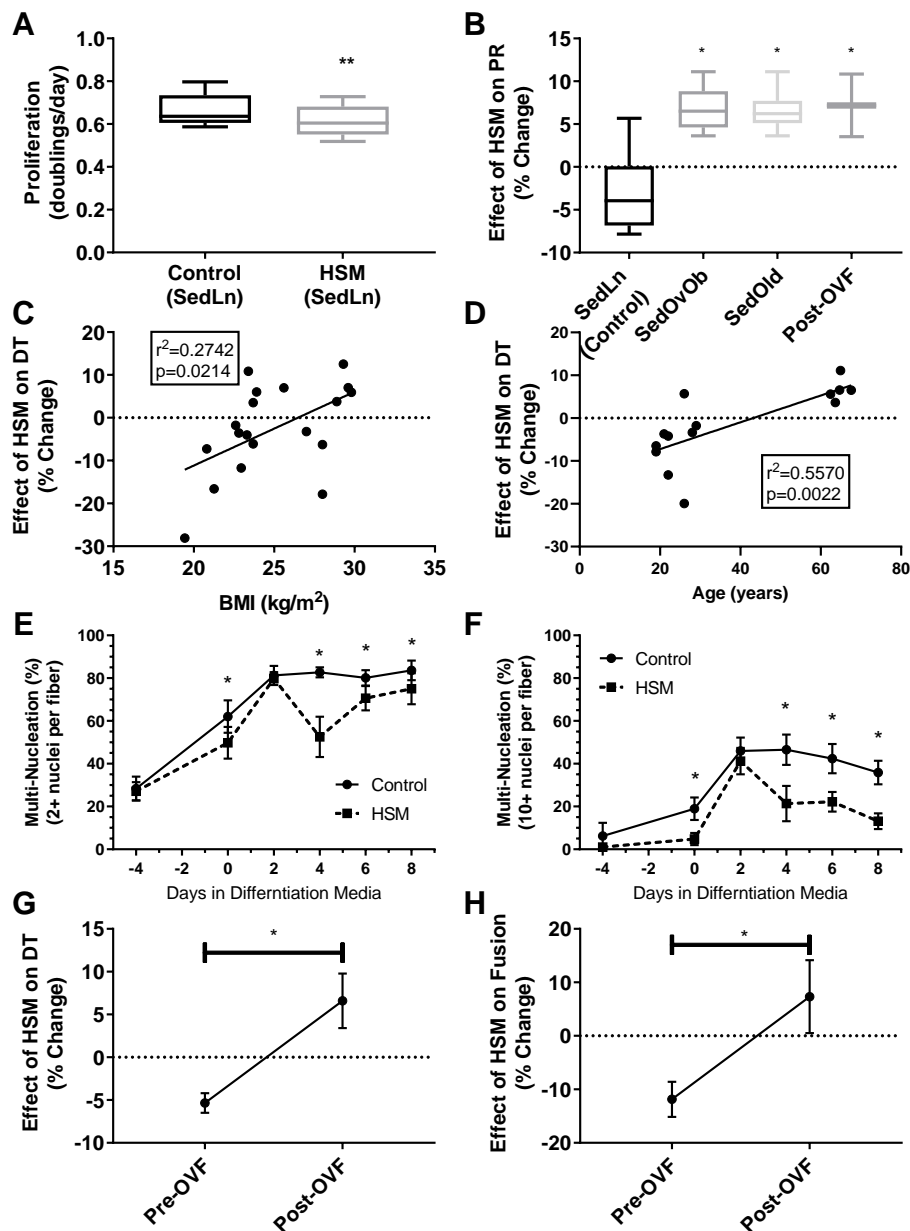 A
Proliferation
(doublings/day)
1.0
0.8
0.6
0.4
0.2
0.0
**
Control
(SedLn)
HSM
(SedLn)
B
Effect of HSM on PR
(% Change)
15
10
5
0
-5
-10
*
*
*
SedLn
(Control)
SedOvOb
SedOld
Post-OVF
C
Effect of HSM on DT
(% Change)
20
10
0
-10
-20
-30
r2=0.2742
p=0.0214
15
20
25
30
35
BMI (kg/m2)
D
Effect of HSM on DT
(% Change)
20
10
0
-10
-20
-30
r2=0.5570
p=0.0022
0
20
40
60
80
Age (years)
E
Multi-Nucleation (%)
(2+ nuclei per fiber)
100
80
60
40
20
0
*
*
*
*
Control
HSM
-4
-2
0
2
4
6
8
Days in Differntiation Media
F
Multi-Nucleation (%)
(10+ nuclei per fiber)
100
80
60
40
20
0
Control
HSM
*
*
*
*
-4
-2
0
2
4
6
8
Days in Differntiation Media
G
Effect of HSM on DT
(% Change)
15
10
5
0
-5
-10
*
Pre-OVF
Post-OVF
H
Effect of HSM on Fusion
(% Change)
20
10
0
-10
-20
*
Pre-OVF
Post-OVF